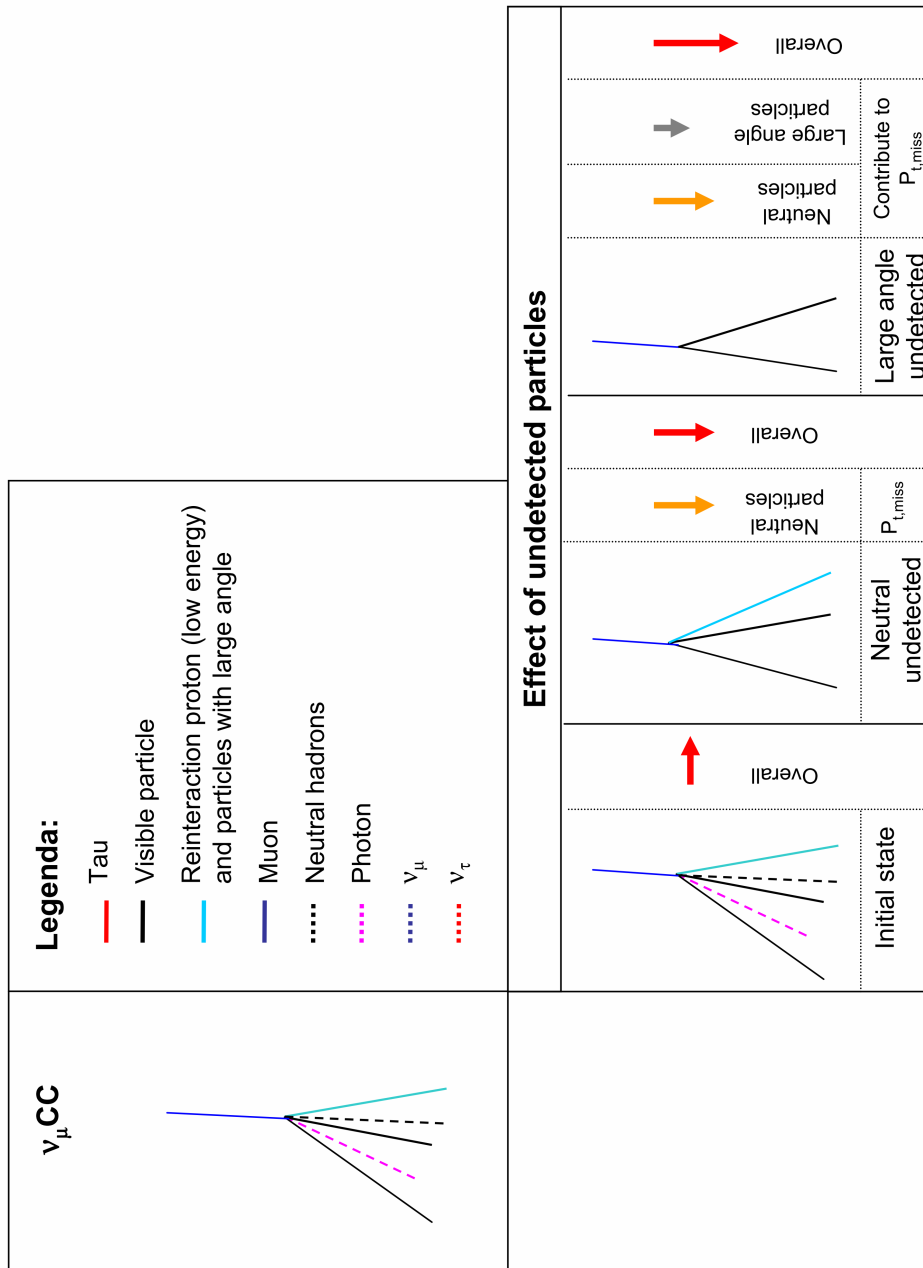 ν_μ CC
Legenda:
Tau
Visible particle
Reinteraction proton (low energy)
and particles with large angle
Muon
Neutral hadrons
Photon
ν_μ
ν_τ
Effect of undetected particles
Initial state
Overall
Neutral
undetected
Neutral
particles
P_t,miss
Overall
Large angle
undetected
Neutral
particles
Large angle
particles
Contribute to
P_t,miss
Overall